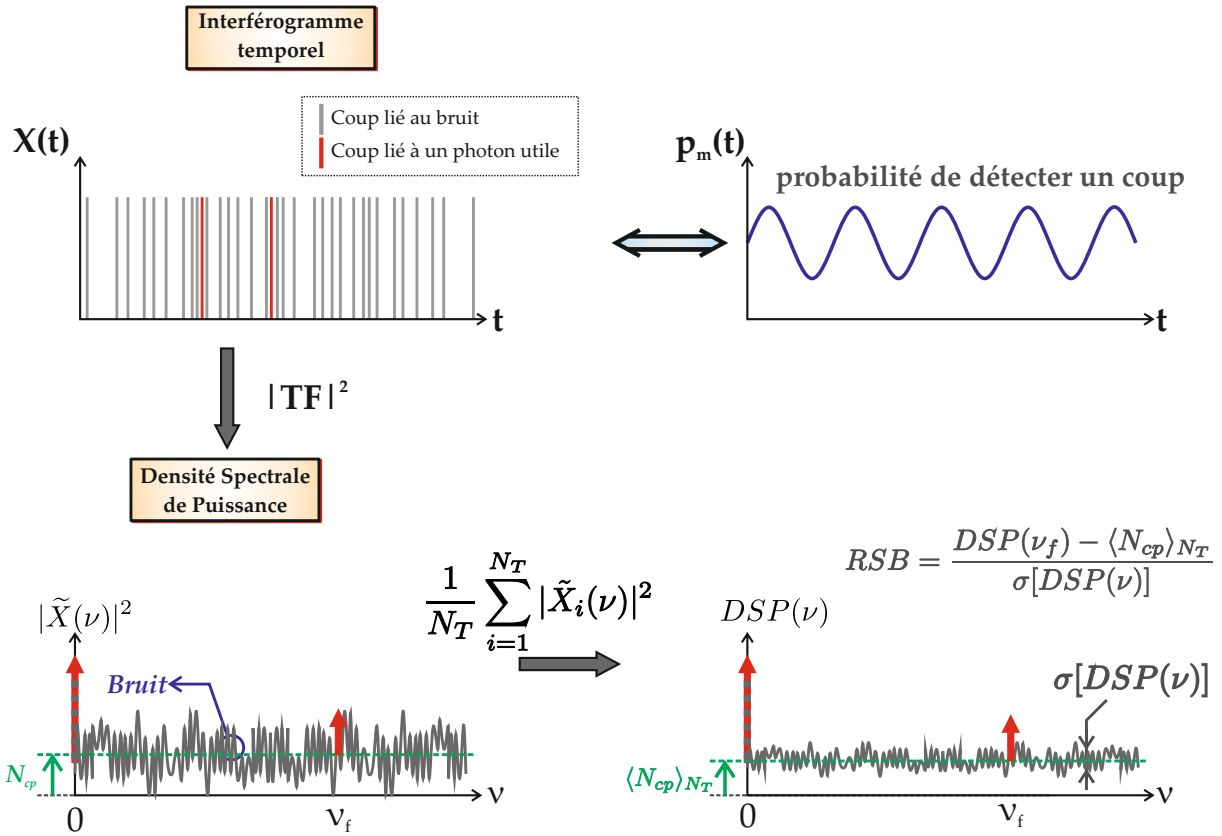 Interférogramme
temporel
Coup lié au bruit
Coup lié à un photon utile
X(t)
t
p_m(t)
probabilité de détecter un coup
t
|TF|²
Densité Spectrale
de Puissance
|X̃(ν)|²
Bruit
N_cp
0
ν_f
ν
1/N_T ∑_{i=1}^{N_T} |X̃_i(ν)|²
RSB = (DSP(ν_f) − ⟨N_cp⟩_{N_T}) / σ[DSP(ν)]
DSP(ν)
σ[DSP(ν)]
⟨N_cp⟩_{N_T}
0
ν_f
ν